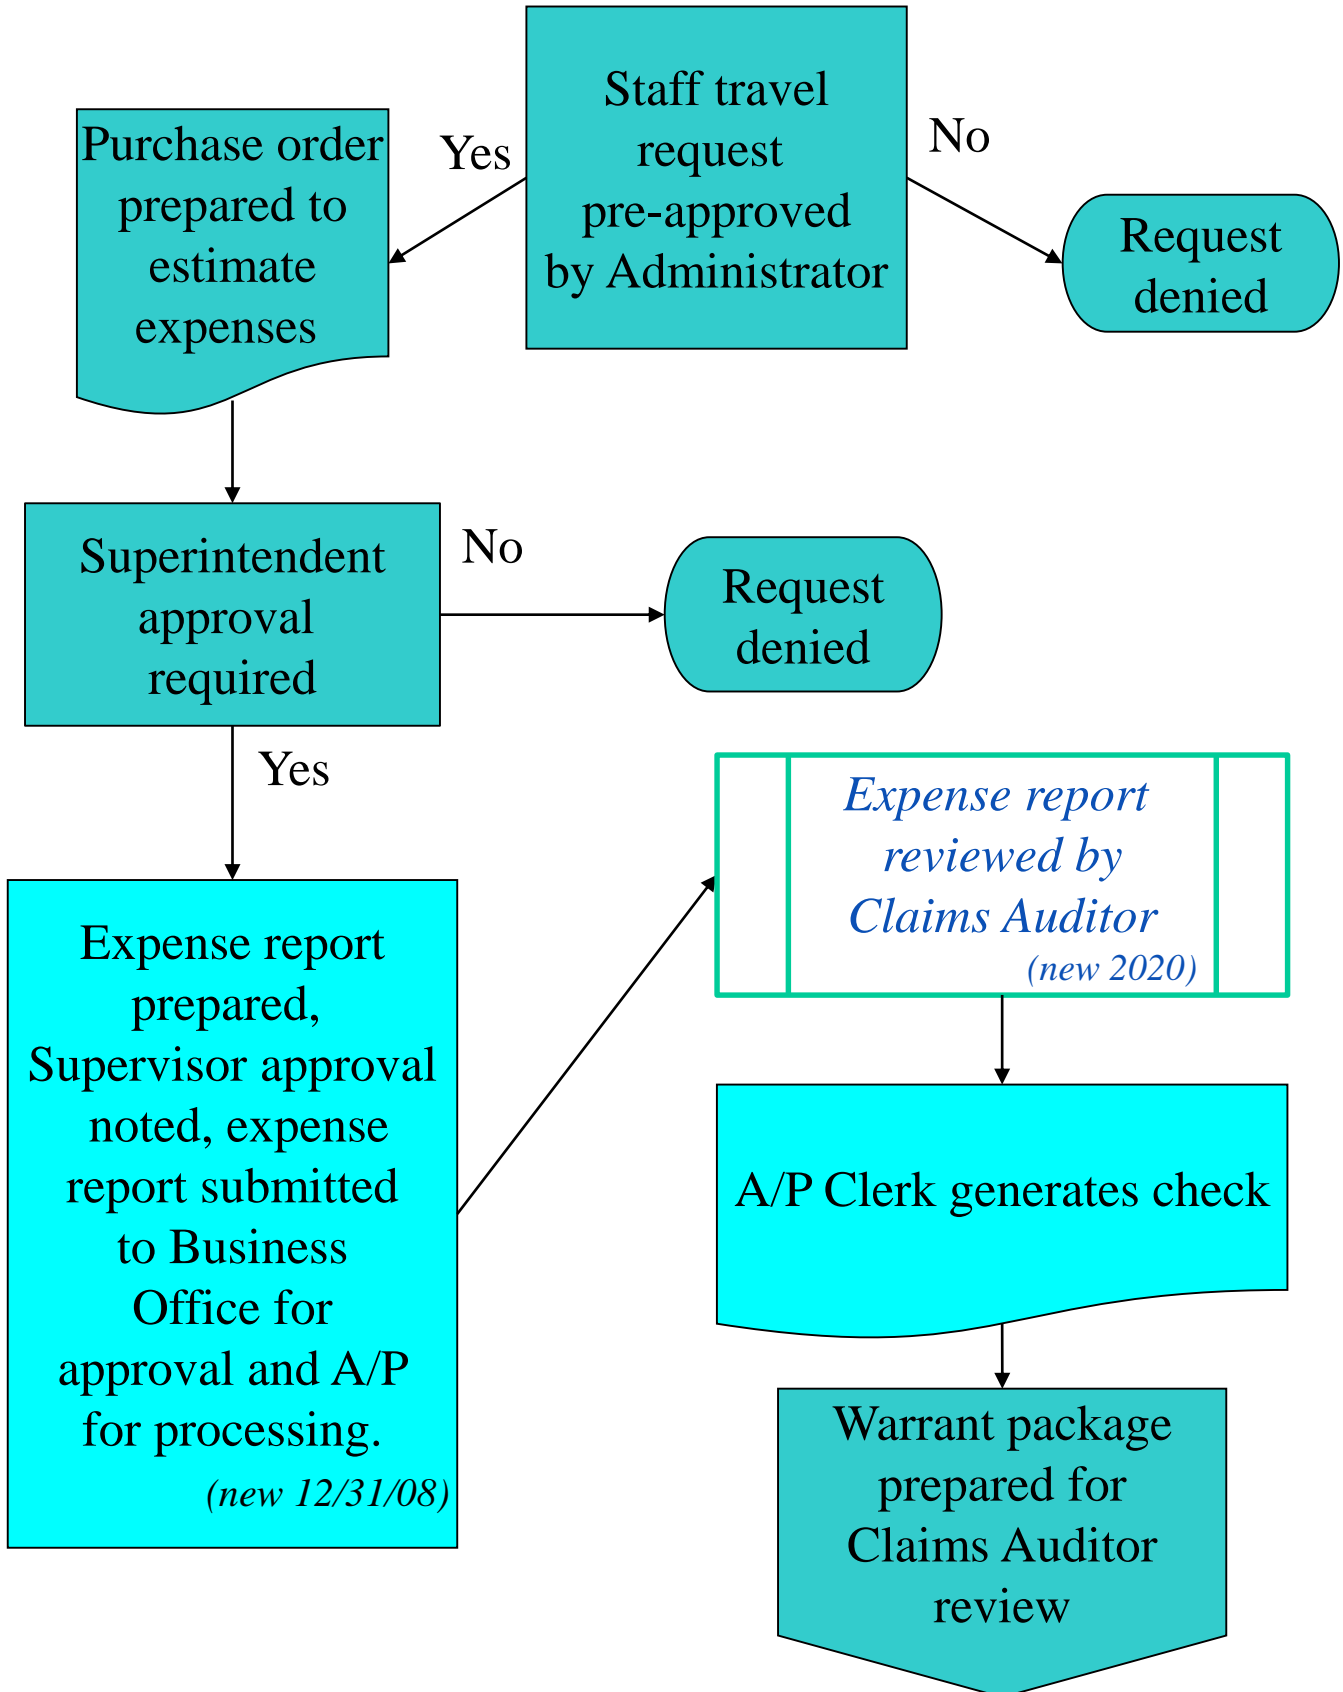 Staff travel
request
pre-approved
by Administrator
Yes
No
Purchase order
prepared to
estimate
expenses
Request
denied
Superintendent
approval
required
No
Request
denied
Yes
Expense report
prepared,
Supervisor approval
noted, expense
report submitted
to Business
Office for
approval and A/P
for processing.
(new 12/31/08)
Expense report
reviewed by
Claims Auditor
(new 2020)
A/P Clerk generates check
Warrant package
prepared for
Claims Auditor
review